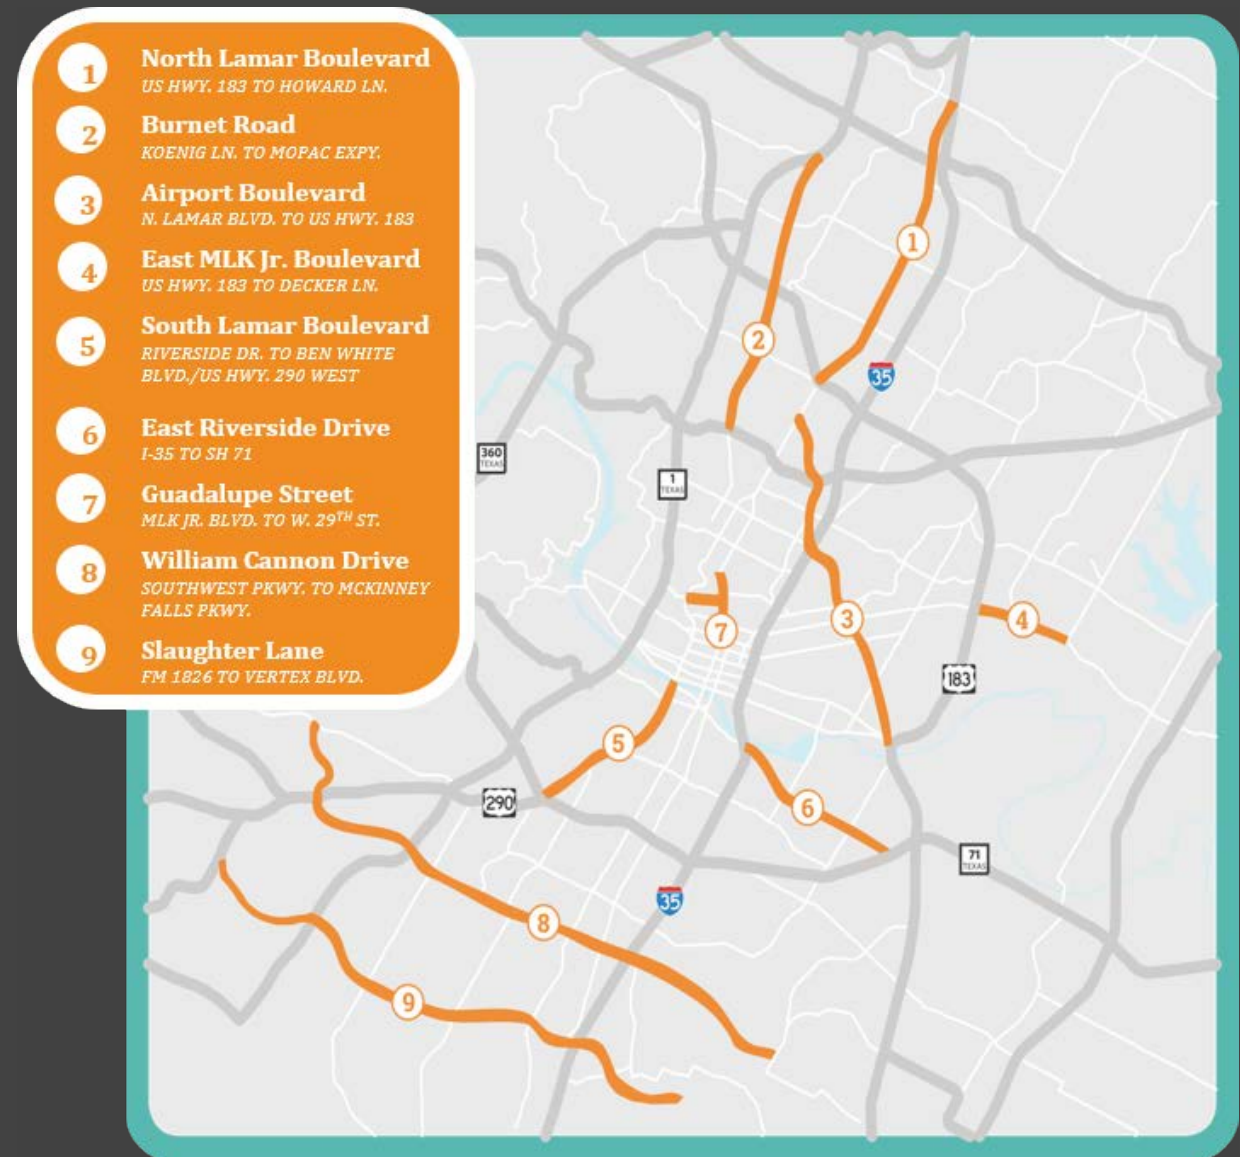 1
North Lamar Boulevard
US HWY. 183 TO HOWARD LN.
2
Burnet Road
KOENIG LN. TO MOPAC EXPY.
3
Airport Boulevard
N. LAMAR BLVD. TO US HWY. 183
4
East MLK Jr. Boulevard
US HWY. 183 TO DECKER LN.
5
South Lamar Boulevard
RIVERSIDE DR. TO BEN WHITE
BLVD./US HWY. 290 WEST
6
East Riverside Drive
I-35 TO SH 71
7
Guadalupe Street
MLK JR. BLVD. TO W. 29TH ST.
8
William Cannon Drive
SOUTHWEST PKWY. TO MCKINNEY
FALLS PKWY.
9
Slaughter Lane
FM 1826 TO VERTEX BLVD.
1
2
35
360
TEXAS
1
TEXAS
3
4
7
183
5
290
6
71
TEXAS
35
8
9